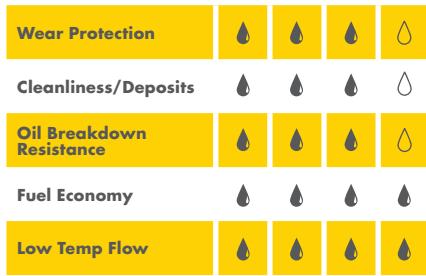 Wear Protection
Cleanliness/Deposits
Oil Breakdown
Resistance
Fuel Economy
Low Temp Flow